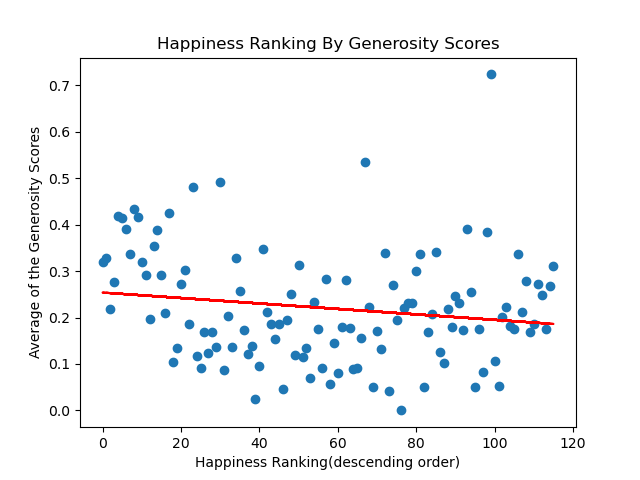 Happiness Ranking By Generosity Scores
Average of the Generosity Scores
0.7
0.6
0.5
0.4
0.3
0.2
0.1
0.0
0 20 40 60 80 100 120
Happiness Ranking(descending order)